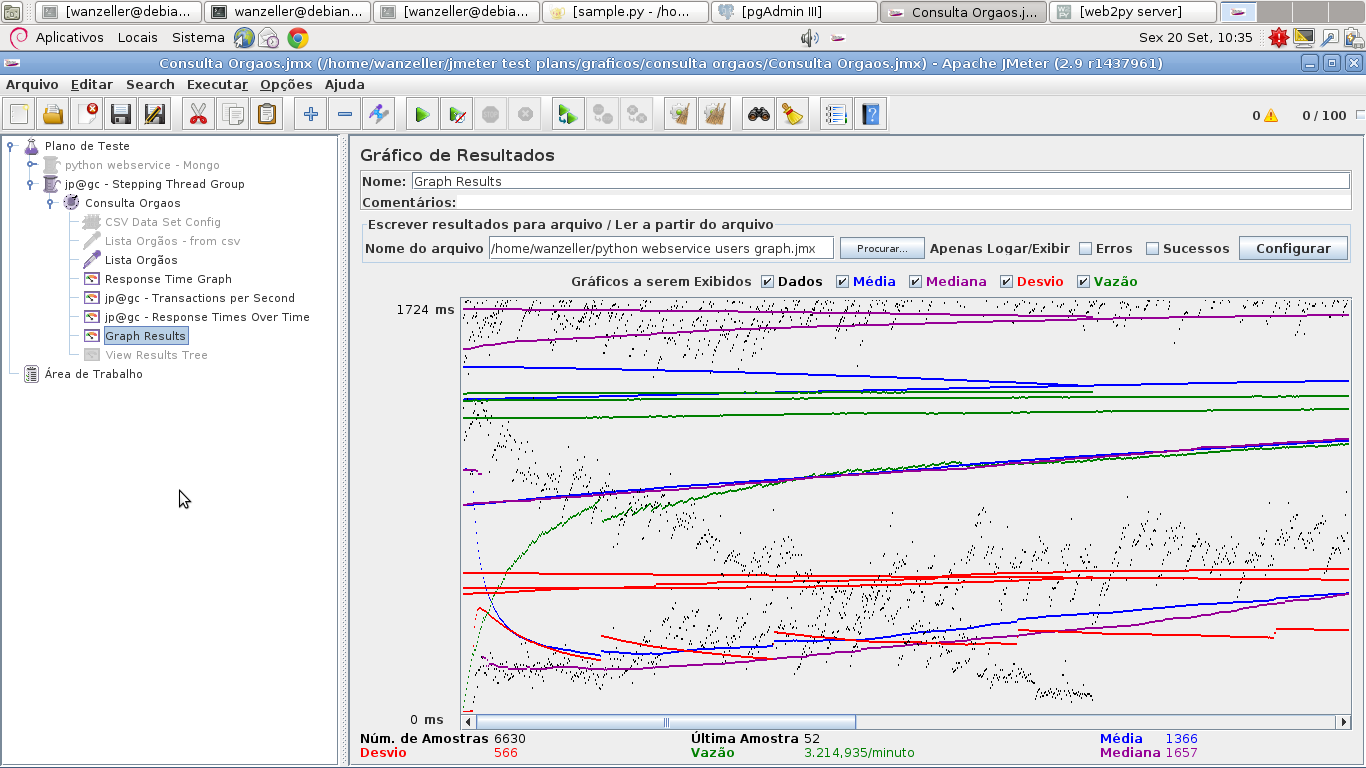 [wanzeller@debia... wanzeller@debian... [wanzeller@debia... [sample.py - /ho... [pgAdmin III] Consulta Orgaos.j... [web2py server]
Aplicativos Locais Sistema Sex 20 Set, 10:35
Consulta Orgaos.jmx (/home/wanzeller/jmeter test plans/graficos/consulta orgaos/Consulta Orgaos.jmx) - Apache JMeter (2.9 r1437961)
Arquivo Editar Search Executar Opções Ajuda
0 0 / 100
Plano de Teste
python webservice - Mongo
jp@gc - Stepping Thread Group
Consulta Orgaos
CSV Data Set Config
Lista Orgãos - from csv
Lista Orgãos
Response Time Graph
jp@gc - Transactions per Second
jp@gc - Response Times Over Time
Graph Results
View Results Tree
Área de Trabalho
Gráfico de Resultados
Nome: Graph Results
Comentários:
Escrever resultados para arquivo / Ler a partir do arquivo
Nome do arquivo /home/wanzeller/python webservice users graph.jmx Procurar... Apenas Logar/Exibir Erros Sucessos Configurar
Gráficos a serem Exibidos Dados Média Mediana Desvio Vazão
1724 ms
0 ms
Núm. de Amostras 6630 Última Amostra 52 Média 1366
Desvio 566 Vazão 3.214,935/minuto Mediana 1657